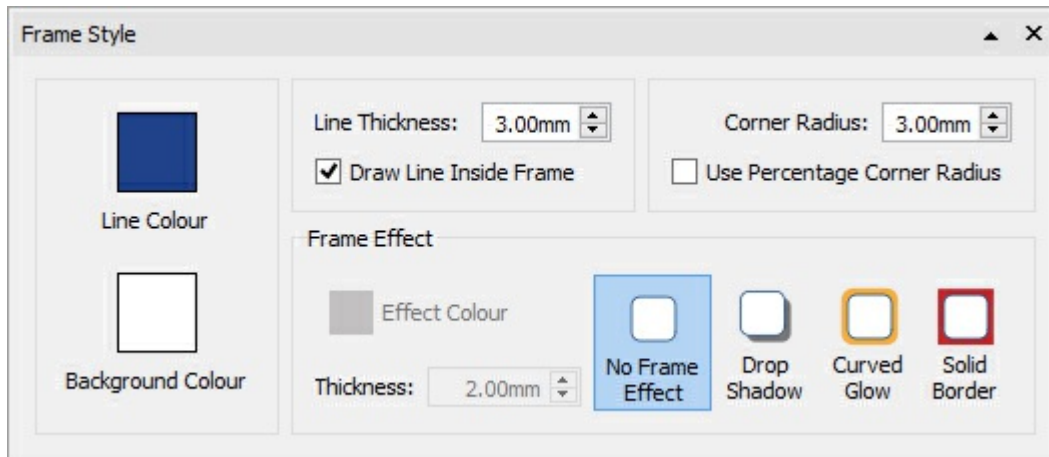 Frame Style
Line Colour
Background Colour
Line Thickness: 3.00mm
Draw Line Inside Frame
Corner Radius: 3.00mm
Use Percentage Corner Radius
Frame Effect
Effect Colour
Thickness: 2.00mm
No Frame
Effect
Drop
Shadow
Curved
Glow
Solid
Border